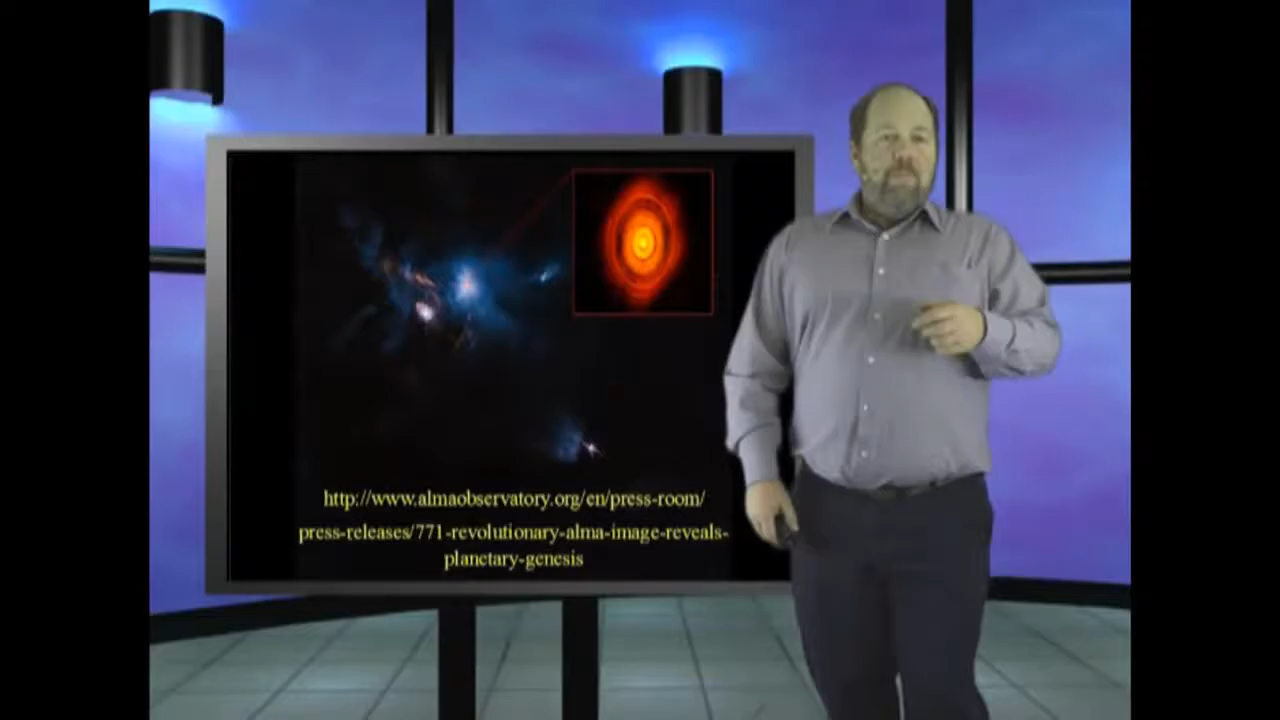 http://www.almaobservatory.org/en/press-room/
press-releases/771-revolutionary-alma-image-reveals-
planetary-genesis